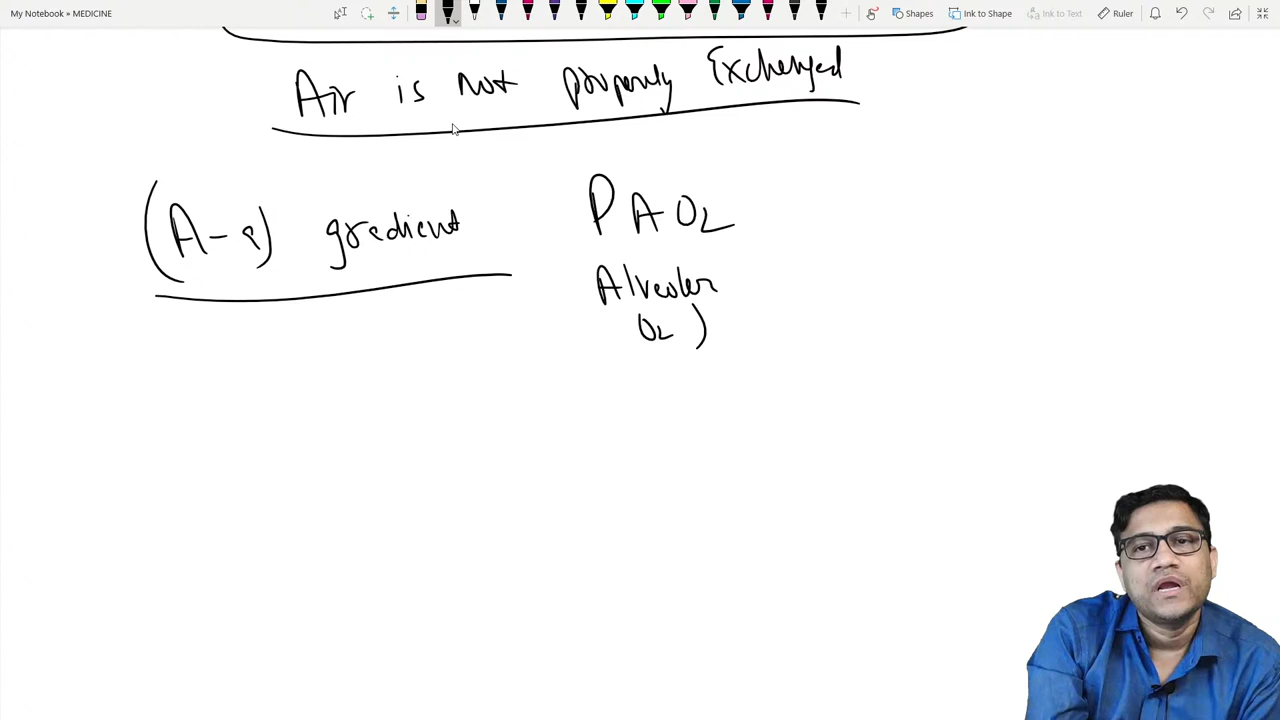 My Notebook » MEDICINE
Shapes Ink to Shape Ink to Text Ruler
Air is not properly Exchanged
(A-a) gradient PAO2
Alveolar
O2)